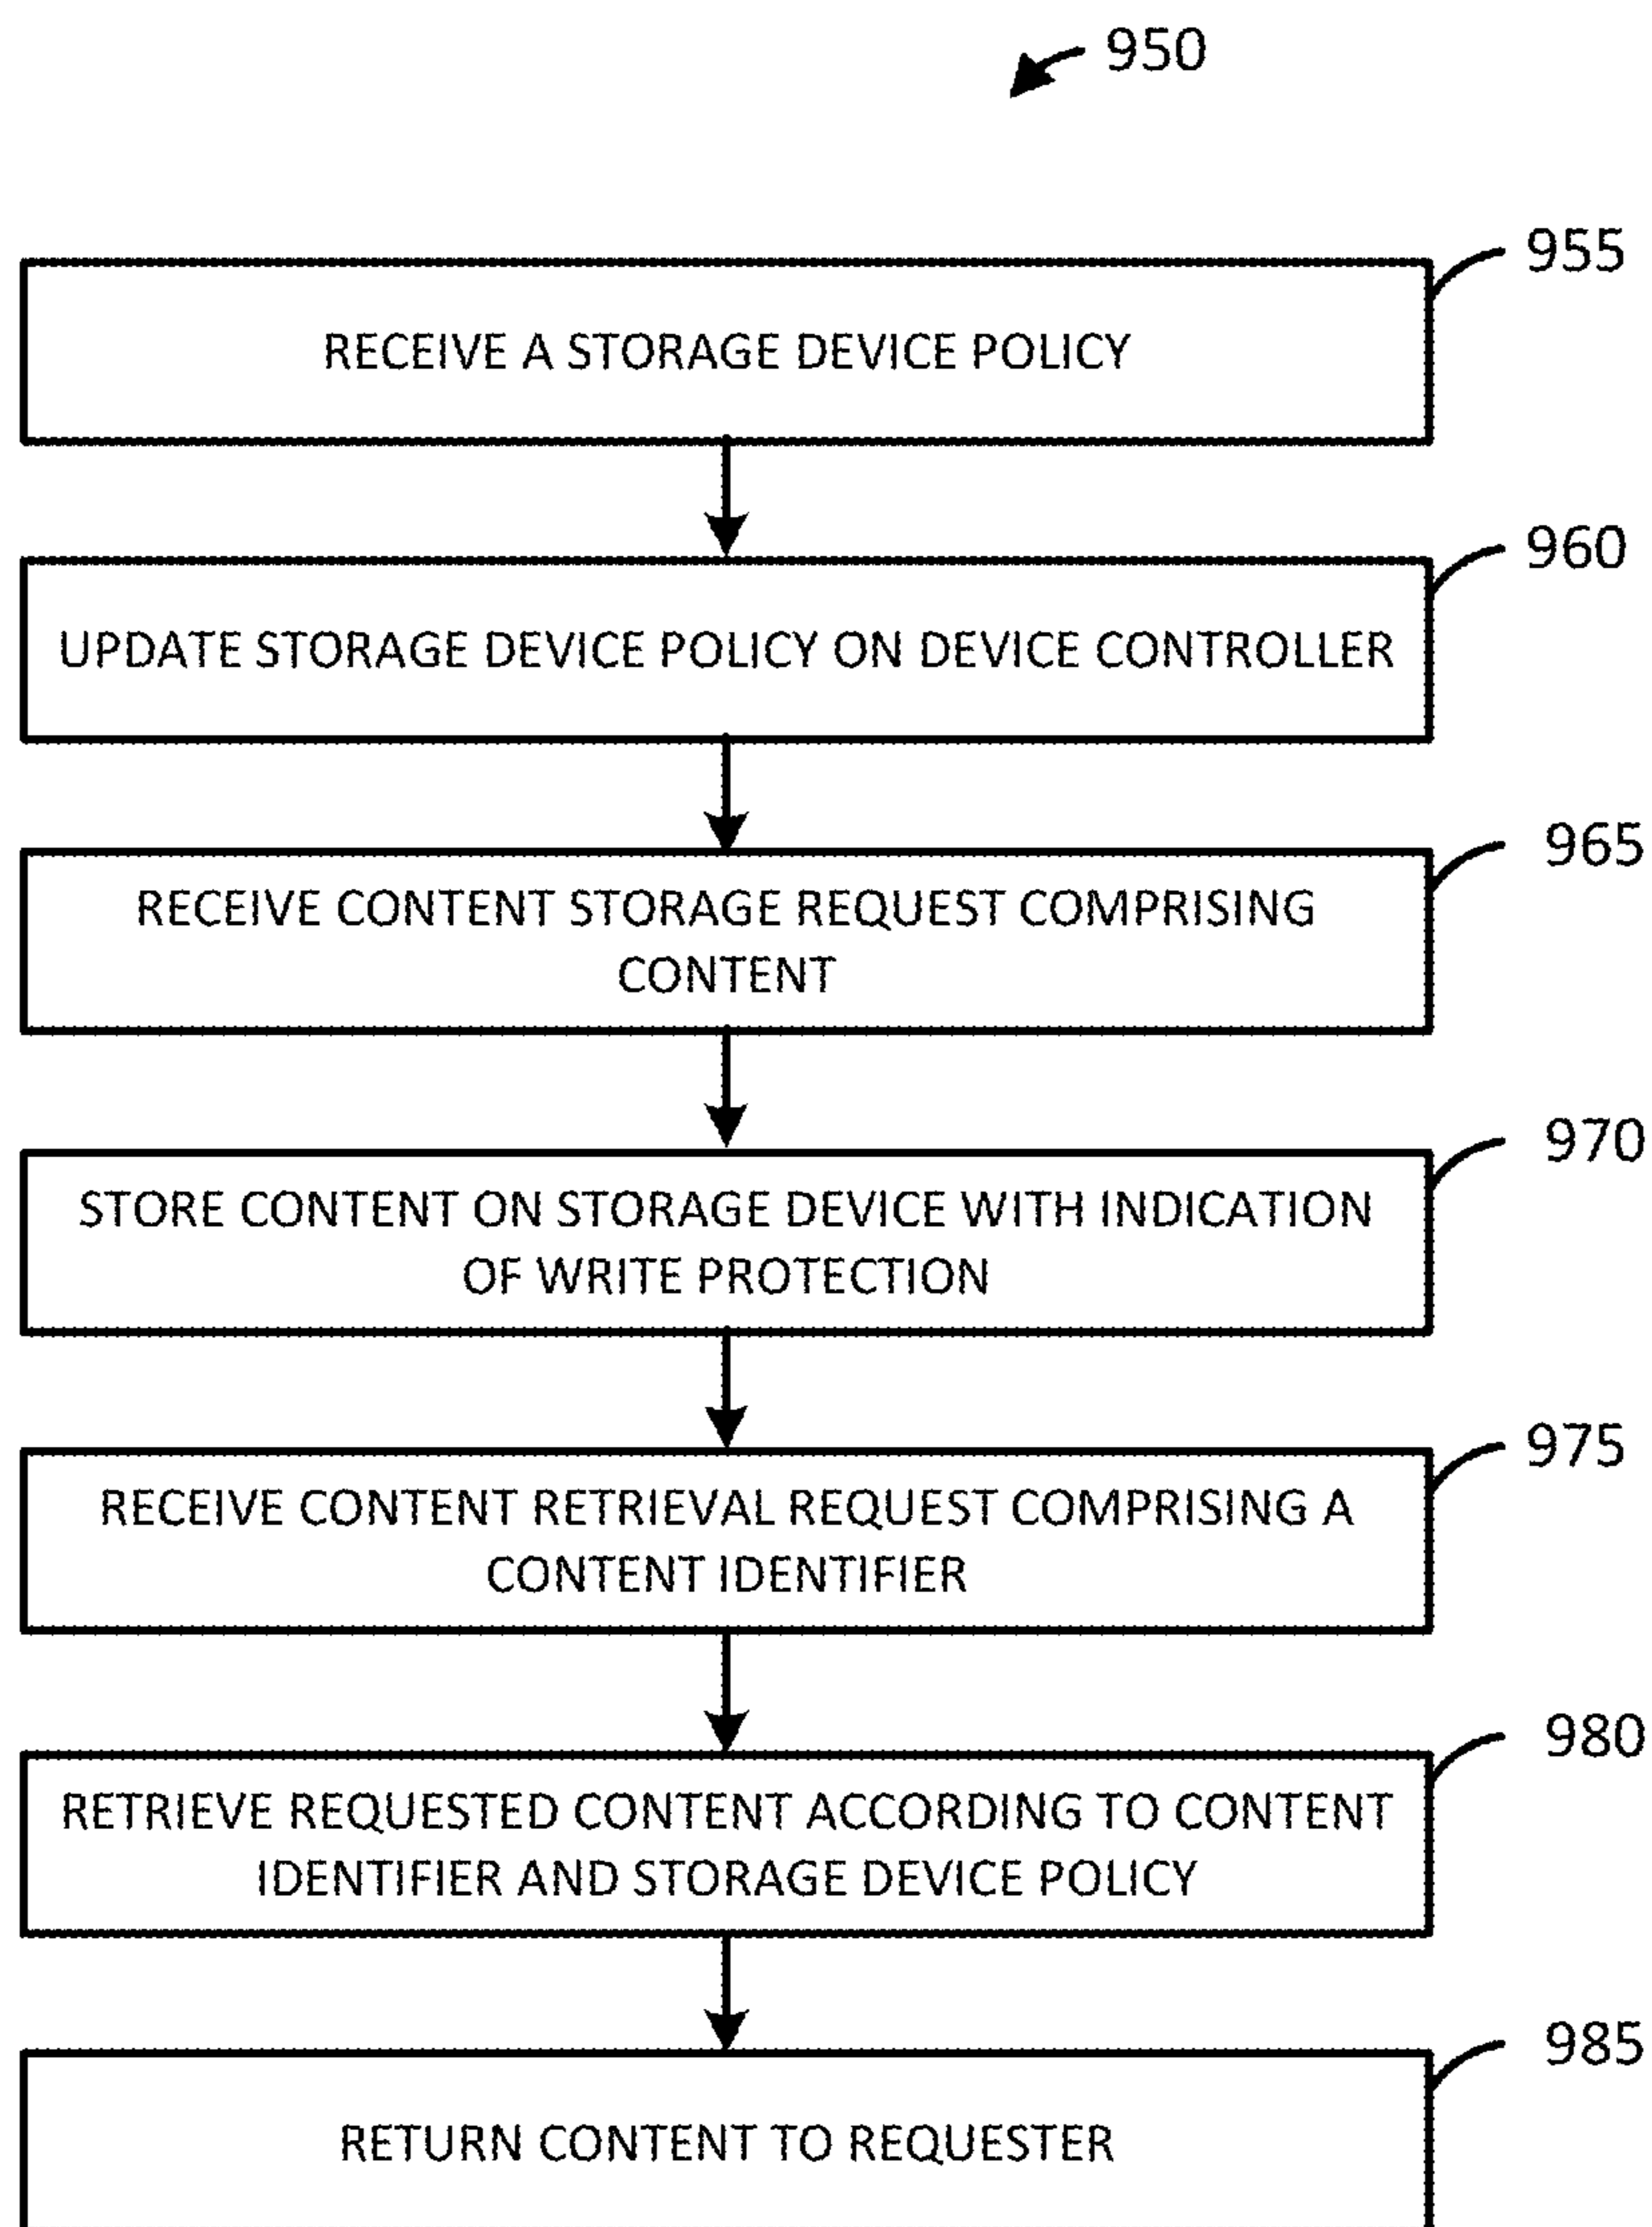 950
955
RECEIVE A STORAGE DEVICE POLICY
960
UPDATE STORAGE DEVICE POLICY ON DEVICE CONTROLLER
965
RECEIVE CONTENT STORAGE REQUEST COMPRISING
CONTENT
970
STORE CONTENT ON STORAGE DEVICE WITH INDICATION
OF WRITE PROTECTION
975
RECEIVE CONTENT RETRIEVAL REQUEST COMPRISING A
CONTENT IDENTIFIER
980
RETRIEVE REQUESTED CONTENT ACCORDING TO CONTENT
IDENTIFIER AND STORAGE DEVICE POLICY
985
RETURN CONTENT TO REQUESTER